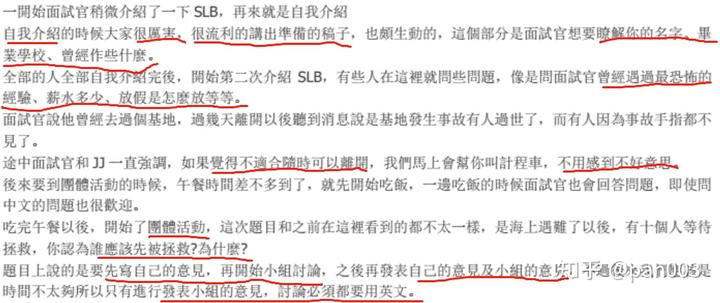 一開始面試官稍微介紹了一下 SLB，再來就是自我介紹
自我介紹的時候大家很厲害，很流利的講出準備的稿子，也頗生動的，這個部分是面試官想要瞭解你的名字、畢
業學校、曾經作些什麼。
全部的人全部自我介紹完後，開始第二次介紹 SLB，有些人在這裡就問些問題，像是問面試官曾經遇過最恐怖的
經驗、薪水多少、放假是怎麼放等等。
面試官說他曾經去過個基地，過幾天離開以後聽到消息說是基地發生事故有人過世了，而有人因為事故手指都不
見了。
途中面試官和 JJ 一直強調，如果覺得不適合隨時可以離開，我們馬上會幫你叫計程車，不用感到不好意思。
後來要到團體活動的時候，午餐時間差不多到了，就先開始吃飯，一邊吃飯的時候面試官也會回答問題，即使問
中文的問題也很歡迎。
吃完午餐以後，開始了團體活動，這次題目和之前在這裡看到的都不太一樣，是海上遇難了以後，有十個人等待
拯救，你認為誰應該先被拯救?為什麼?
題目上說的是要先寫自己的意見，再開始小組討論，之後再發表自己的意見及小組的意見，不過
時間不太夠所以只有進行發表小組的意見，討論必須都要用英文。
知乎 @pan003